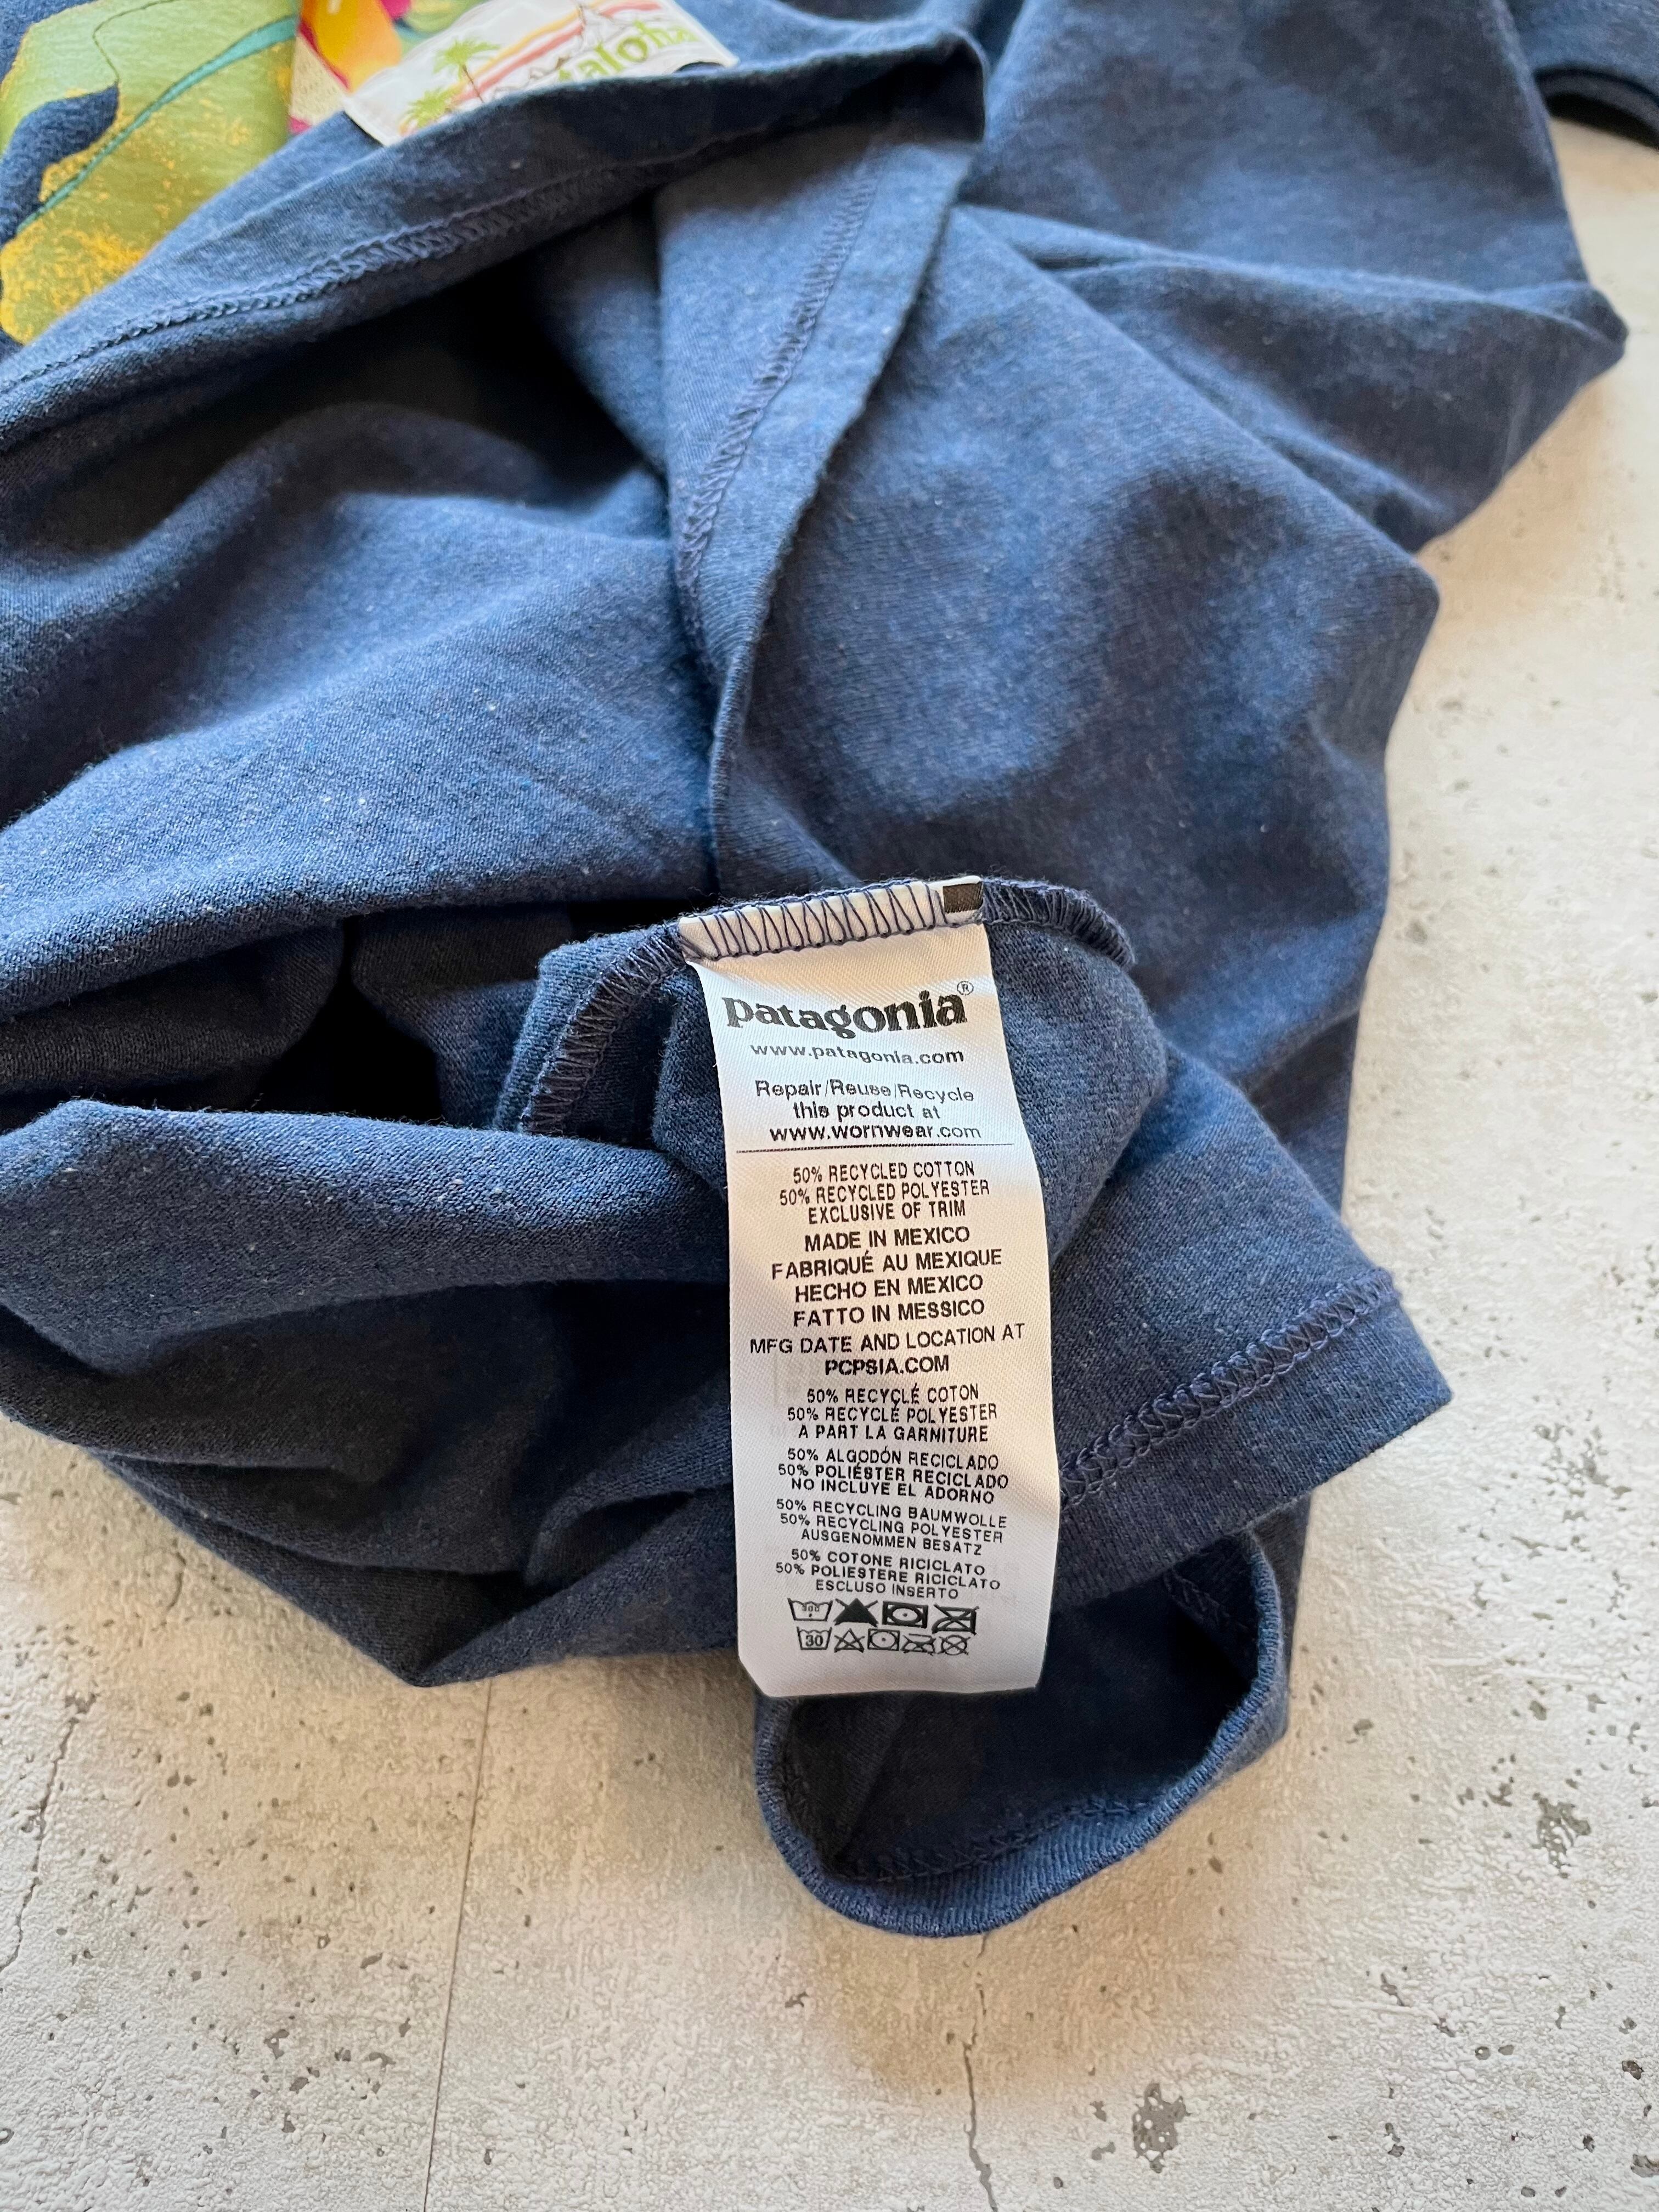 taloha
patagonia®
www.patagonia.com
Repair/Reuse/Recycle
this product at
www.wornwear.com
50% RECYCLED COTTON
50% RECYCLED POLYESTER
EXCLUSIVE OF TRIM
MADE IN MEXICO
FABRIQUÉ AU MEXIQUE
HECHO EN MEXICO
FATTO IN MESSICO
MFG DATE AND LOCATION AT
PCPSIA.COM
50% RECYCLÉ COTON
50% RECYCLÉ POLYESTER
A PART LA GARNITURE
50% ALGODÓN RECICLADO
50% POLIÉSTER RECICLADO
NO INCLUYE EL ADORNO
50% RECYCLING BAUMWOLLE
50% RECYCLING POLYESTER
AUSGENOMMEN BESATZ
50% COTONE RICICLATO
50% POLIESTERE RICICLATO
ESCLUSO INSERTO
30